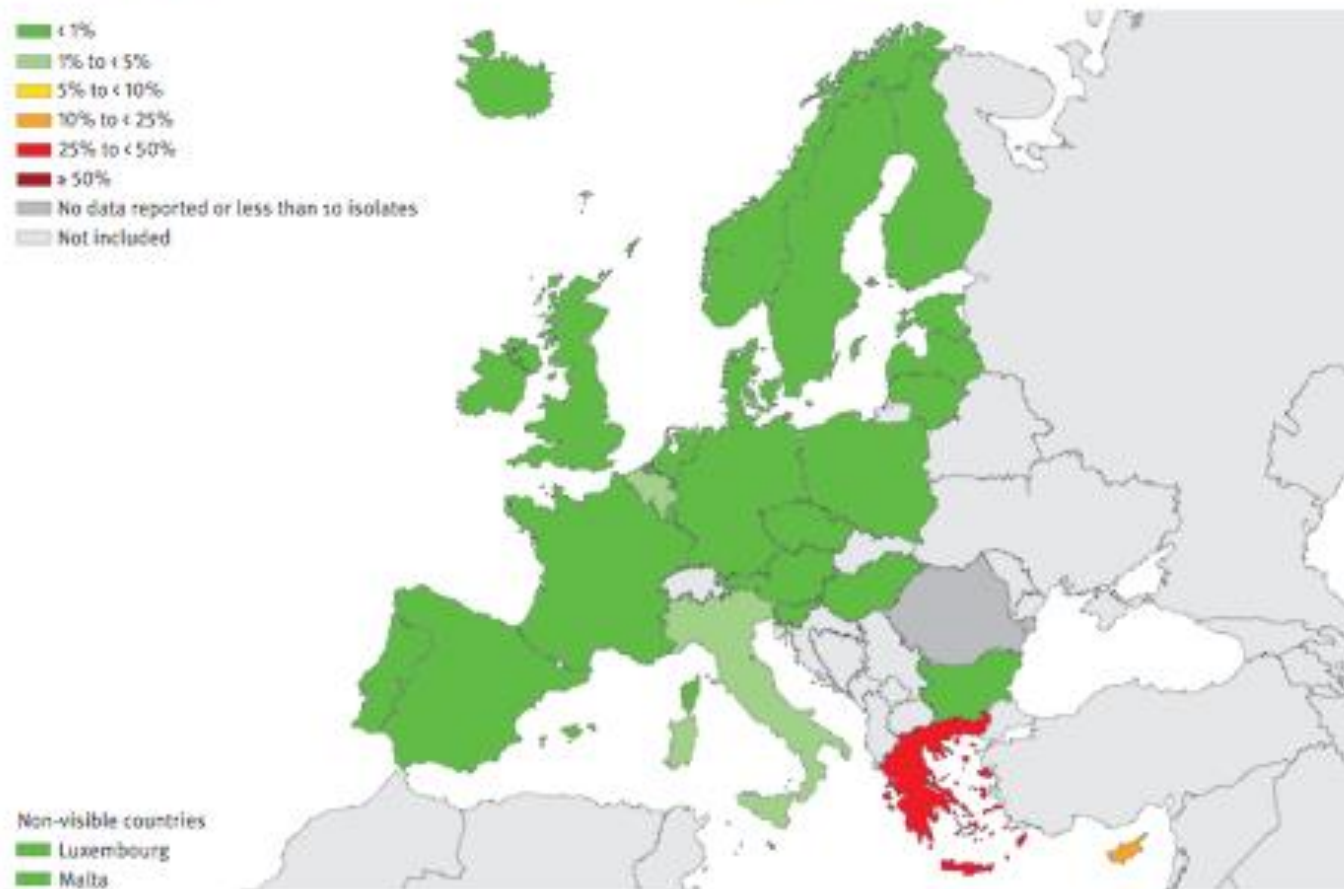 < 1%
1% to < 5%
5% to < 10%
10% to < 25%
25% to < 50%
≥ 50%
No data reported or less than 10 isolates
Not included
Non-visible countries
Luxembourg
Malta